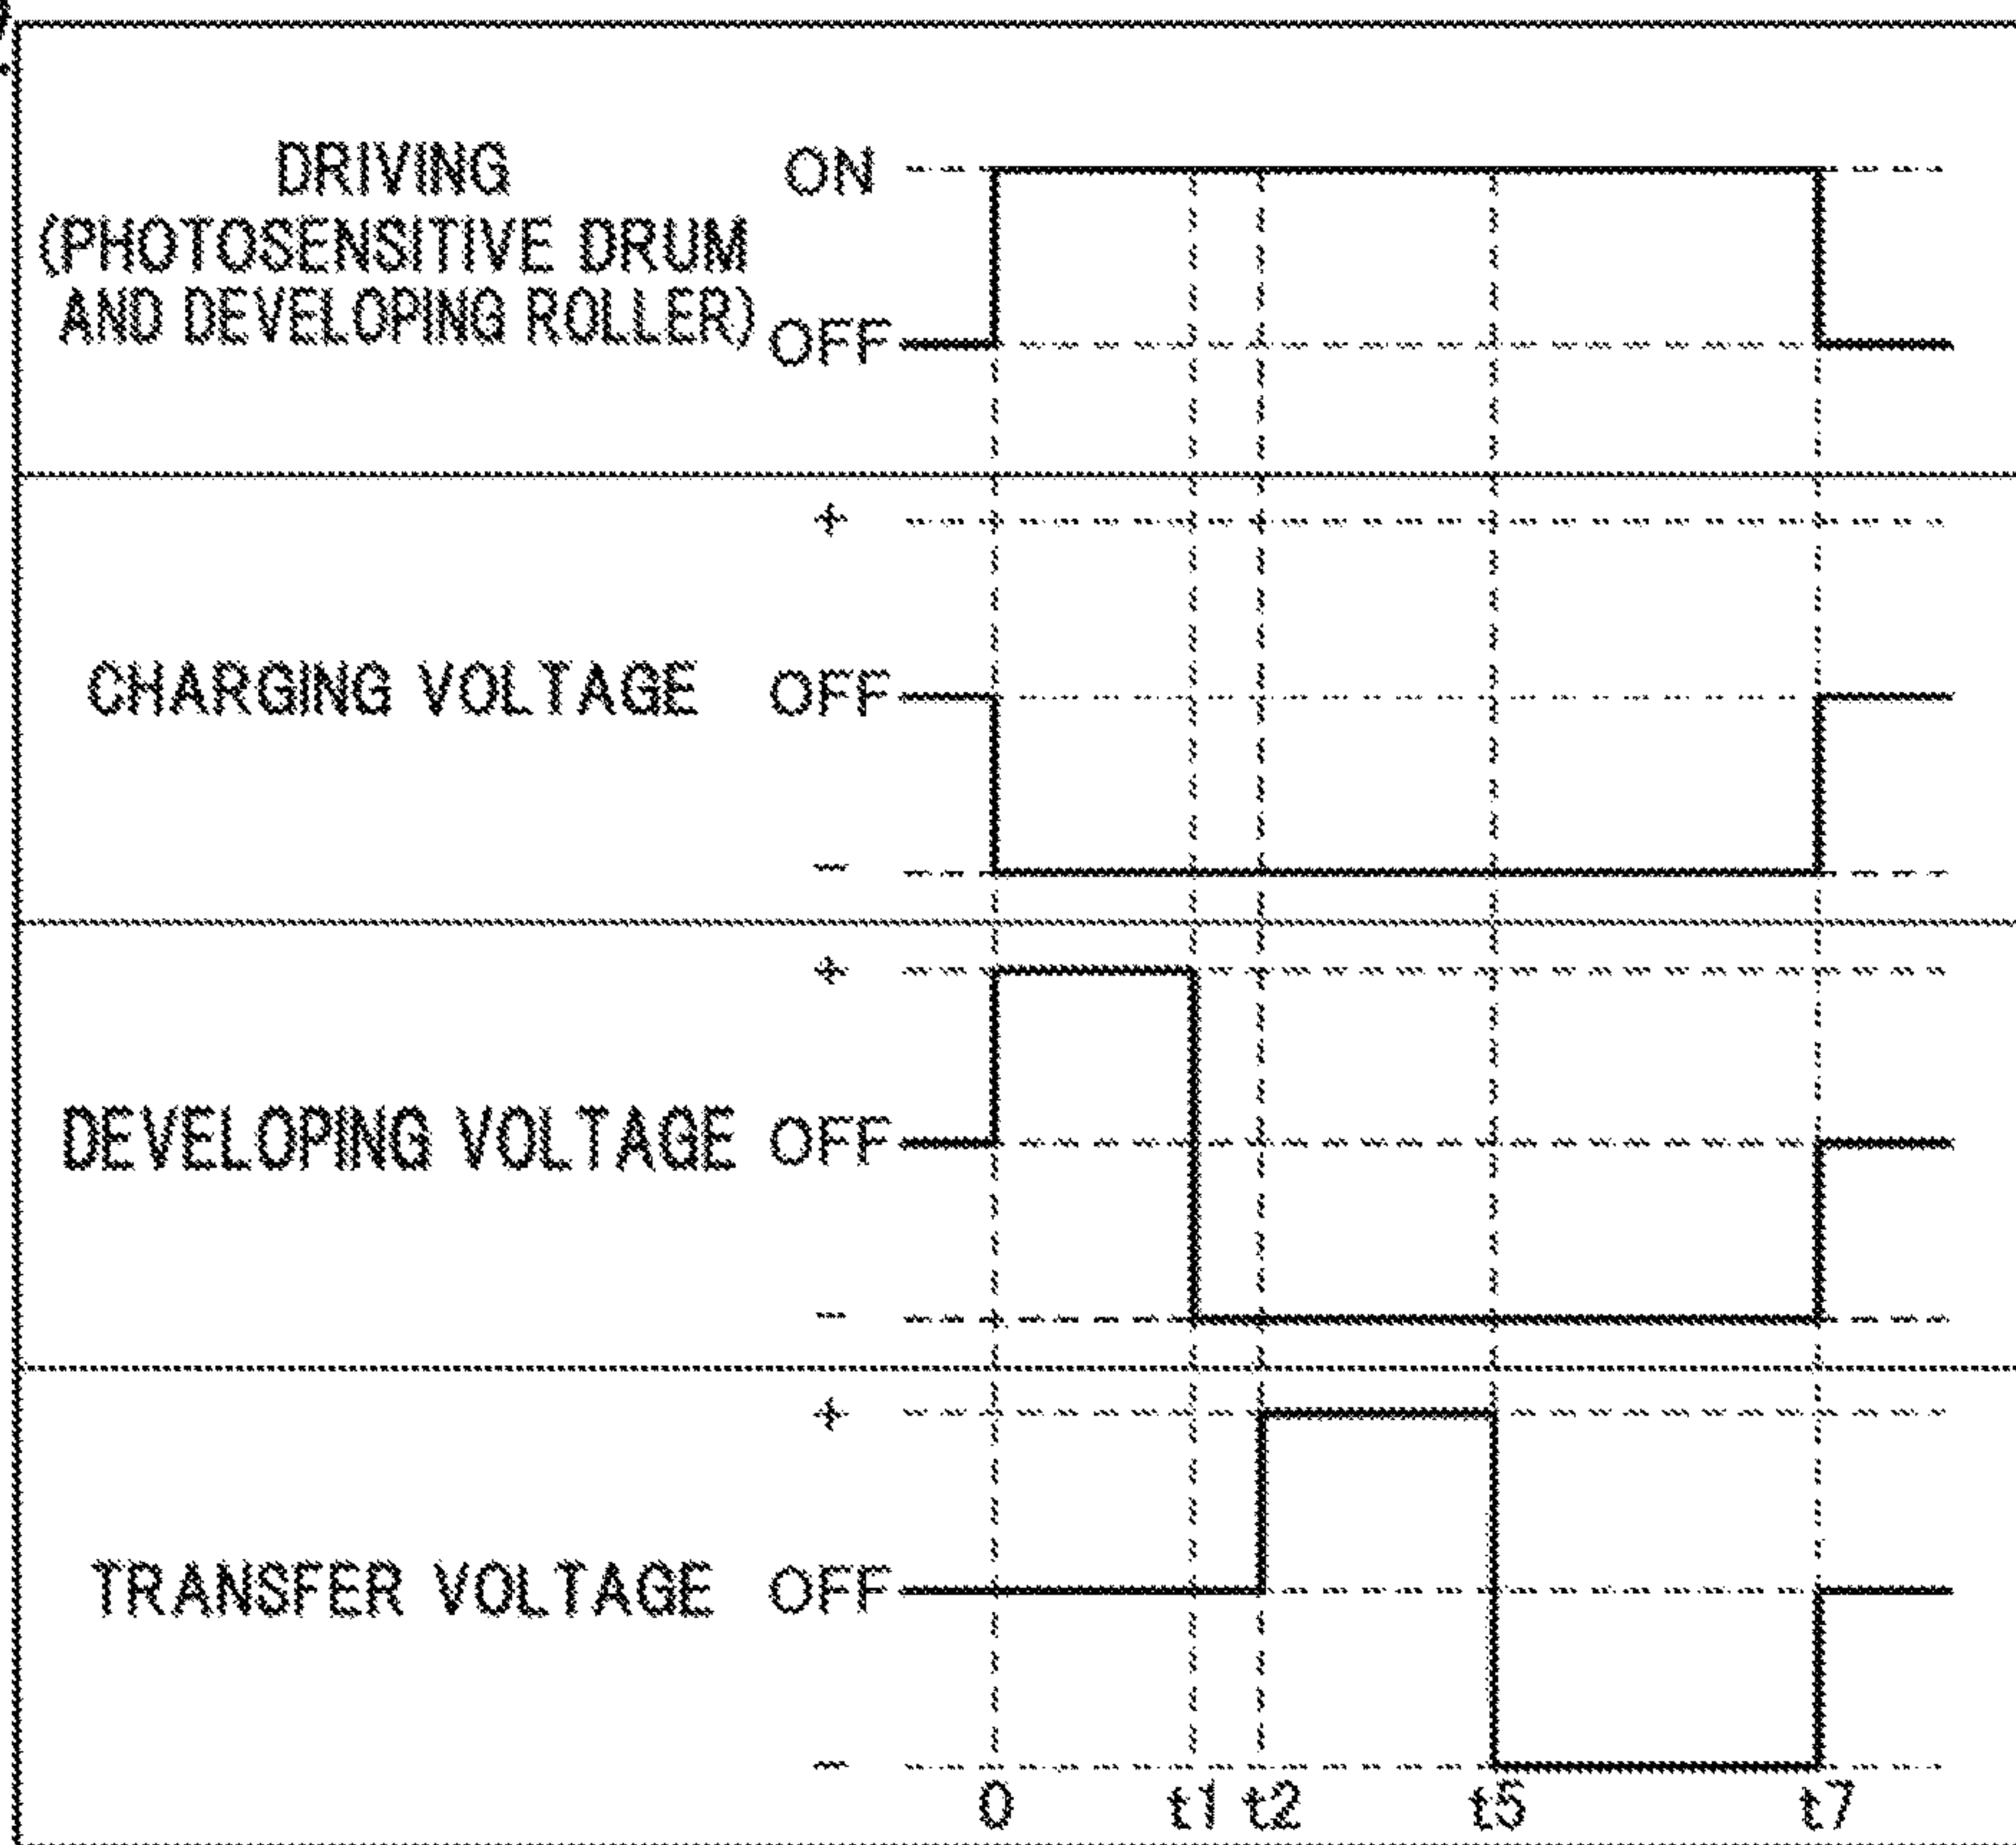 DRIVING
(PHOTOSENSITIVE DRUM
AND DEVELOPING ROLLER)
ON
OFF
+
CHARGING VOLTAGE OFF
-
+
DEVELOPING VOLTAGE OFF
-
+
TRANSFER VOLTAGE OFF
-
0 t1 t2 t5 t7